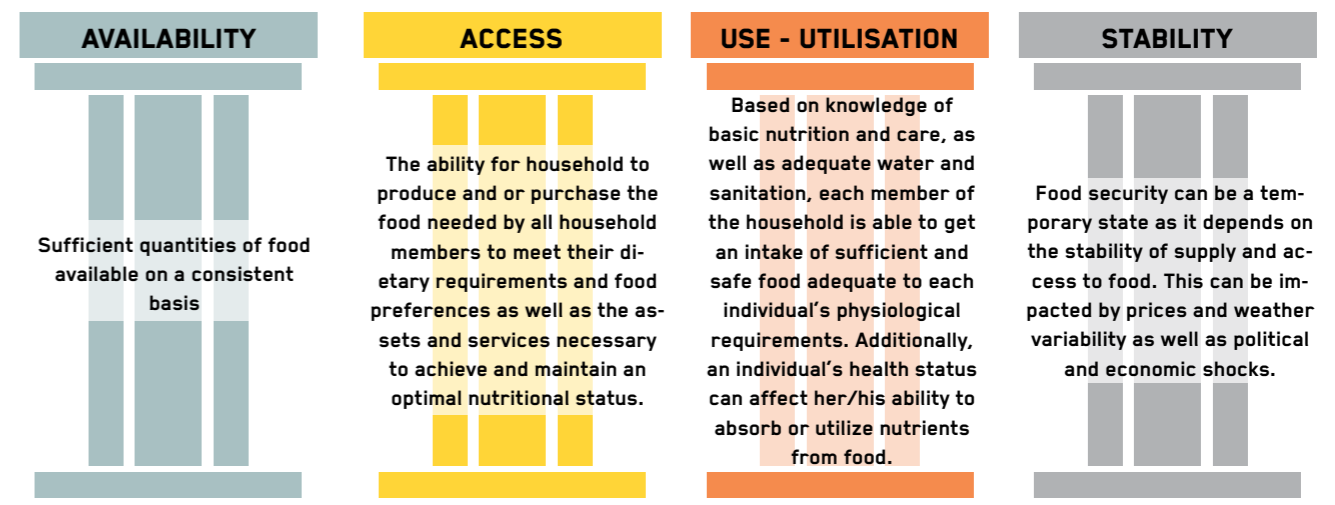 AVAILABILITY
Sufficient quantities of food
available on a consistent
basis
ACCESS
The ability for household to
produce and or purchase the
food needed by all household
members to meet their di-
etary requirements and food
preferences as well as the as-
sets and services necessary
to achieve and maintain an
optimal nutritional status.
USE - UTILISATION
Based on knowledge of
basic nutrition and care, as
well as adequate water and
sanitation, each member of
the household is able to get
an intake of sufficient and
safe food adequate to each
individual’s physiological
requirements. Additionally,
an individual’s health status
can affect her/his ability to
absorb or utilize nutrients
from food.
STABILITY
Food security can be a tem-
porary state as it depends on
the stability of supply and ac-
cess to food. This can be im-
pacted by prices and weather
variability as well as political
and economic shocks.